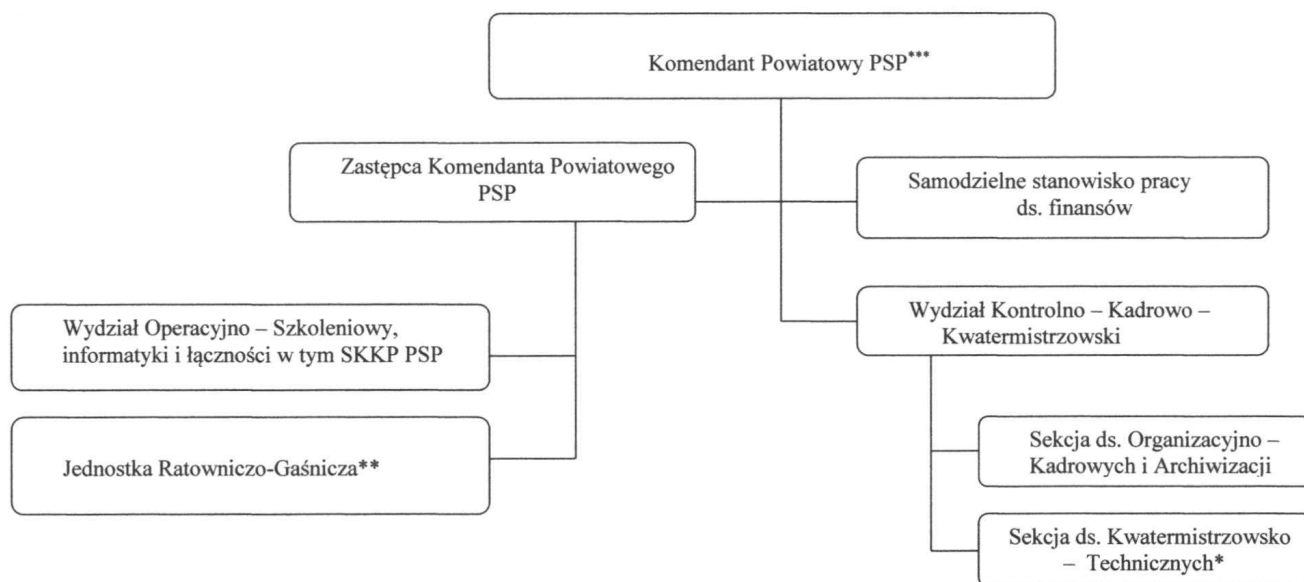 Komendant Powiatowy PSP***
Zastępca Komendanta Powiatowego
PSP
Samodzielne stanowisko pracy
ds. finansów
Wydział Operacyjno – Szkoleniowy,
informatyki i łączności w tym SKKP PSP
Wydział Kontrolno – Kadrowo –
Kwatermistrzowski
Jednostka Ratowniczo-Gaśnicza**
Sekcja ds. Organizacyjno –
Kadrowych i Archiwizacji
Sekcja ds. Kwatermistrzowsko
– Technicznych*